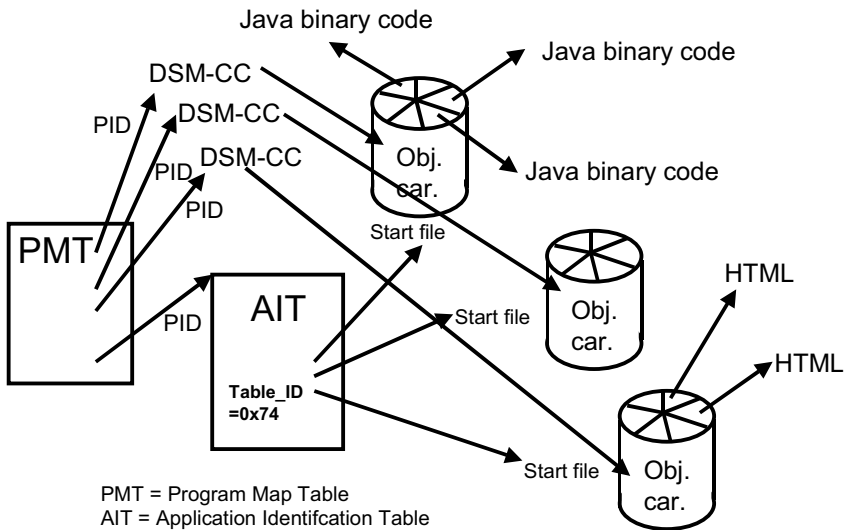 Java binary code
Java binary code
DSM-CC
DSM-CC
PID
DSM-CC
PID
PID
Obj.
car.
Java binary code
Start file
PMT
PID
AIT
Table_ID
=0x74
Start file
Obj.
car.
HTML
HTML
Start file
Obj.
car.
PMT = Program Map Table
AIT = Application Identifcation Table